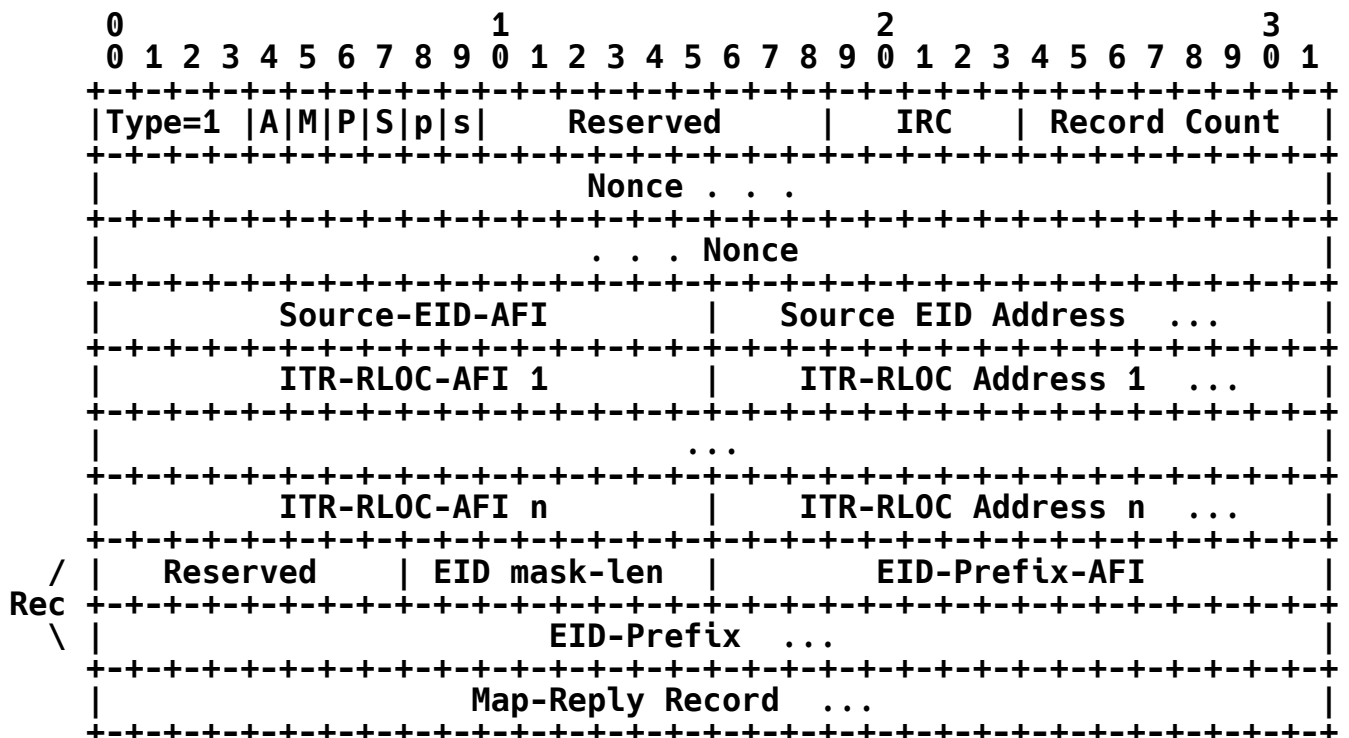 0                   1                   2                   3
        0 1 2 3 4 5 6 7 8 9 0 1 2 3 4 5 6 7 8 9 0 1 2 3 4 5 6 7 8 9 0 1
       +-+-+-+-+-+-+-+-+-+-+-+-+-+-+-+-+-+-+-+-+-+-+-+-+-+-+-+-+-+-+-+-+
       |Type=1 |A|M|P|S|p|s|    Reserved     |   IRC   | Record Count  |
       +-+-+-+-+-+-+-+-+-+-+-+-+-+-+-+-+-+-+-+-+-+-+-+-+-+-+-+-+-+-+-+-+
       |                         Nonce . . .                           |
       +-+-+-+-+-+-+-+-+-+-+-+-+-+-+-+-+-+-+-+-+-+-+-+-+-+-+-+-+-+-+-+-+
       |                         . . . Nonce                           |
       +-+-+-+-+-+-+-+-+-+-+-+-+-+-+-+-+-+-+-+-+-+-+-+-+-+-+-+-+-+-+-+-+
       |         Source-EID-AFI        |   Source EID Address  ...     |
       +-+-+-+-+-+-+-+-+-+-+-+-+-+-+-+-+-+-+-+-+-+-+-+-+-+-+-+-+-+-+-+-+
       |         ITR-RLOC-AFI 1        |    ITR-RLOC Address 1  ...    |
       +-+-+-+-+-+-+-+-+-+-+-+-+-+-+-+-+-+-+-+-+-+-+-+-+-+-+-+-+-+-+-+-+
       |                              ...                              |
       +-+-+-+-+-+-+-+-+-+-+-+-+-+-+-+-+-+-+-+-+-+-+-+-+-+-+-+-+-+-+-+-+
       |         ITR-RLOC-AFI n        |    ITR-RLOC Address n  ...    |
       +-+-+-+-+-+-+-+-+-+-+-+-+-+-+-+-+-+-+-+-+-+-+-+-+-+-+-+-+-+-+-+-+
     / |   Reserved    | EID mask-len  |        EID-Prefix-AFI         |
   Rec +-+-+-+-+-+-+-+-+-+-+-+-+-+-+-+-+-+-+-+-+-+-+-+-+-+-+-+-+-+-+-+-+
     \ |                       EID-Prefix  ...                         |
       +-+-+-+-+-+-+-+-+-+-+-+-+-+-+-+-+-+-+-+-+-+-+-+-+-+-+-+-+-+-+-+-+
       |                   Map-Reply Record  ...                       |
       +-+-+-+-+-+-+-+-+-+-+-+-+-+-+-+-+-+-+-+-+-+-+-+-+-+-+-+-+-+-+-+-+